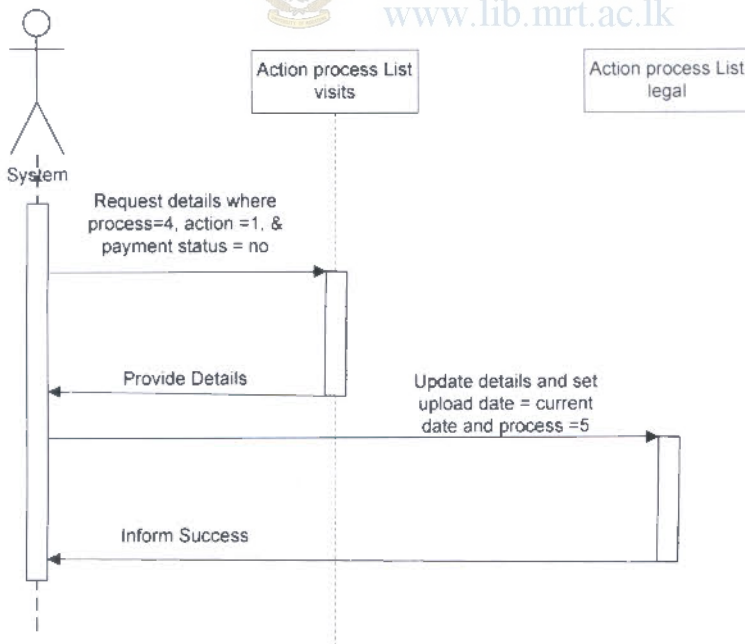 www.lib.mrt.ac.lk
Action process List
visits
Action process List
legal
System
Request details where
process=4, action =1, &
payment status = no
Provide Details
Update details and set
upload date = current
date and process =5
Inform Success